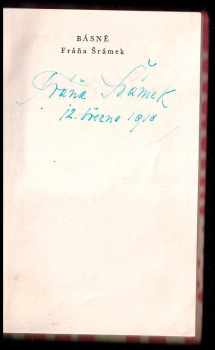 BÁSNĚ
Fráňa Šrámek
Fráňa Šrámek
12. března 1918